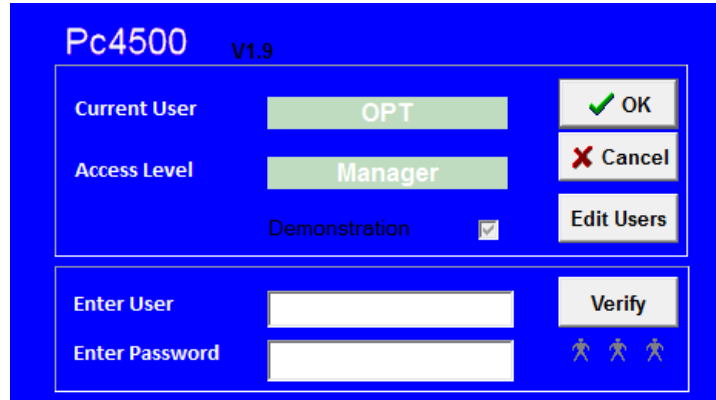 Pc4500 V1.9
Current User OPT OK
Access Level Manager Cancel
Demonstration Edit Users
Enter User Verify
Enter Password